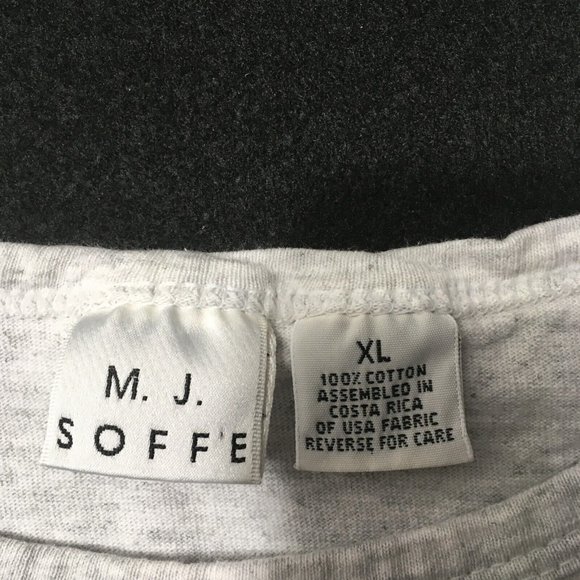 M. J.
SOFFE
XL
100% COTTON
ASSEMBLED IN
COSTA RICA
OF USA FABRIC
REVERSE FOR CARE